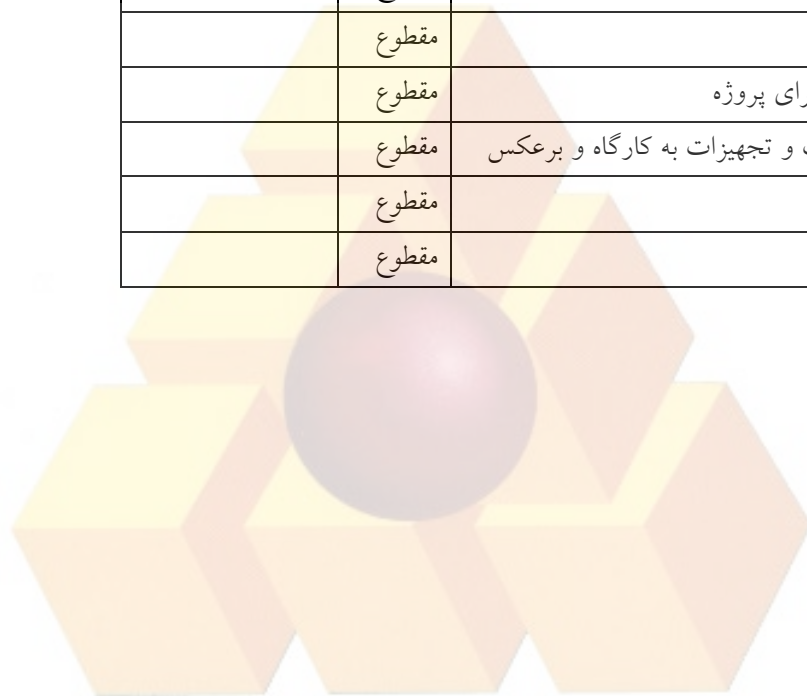 مقطوع
رای پروژه مقطوع
و تجهیزات به کارگاه و برعکس مقطوع
مقطوع
مقطوع